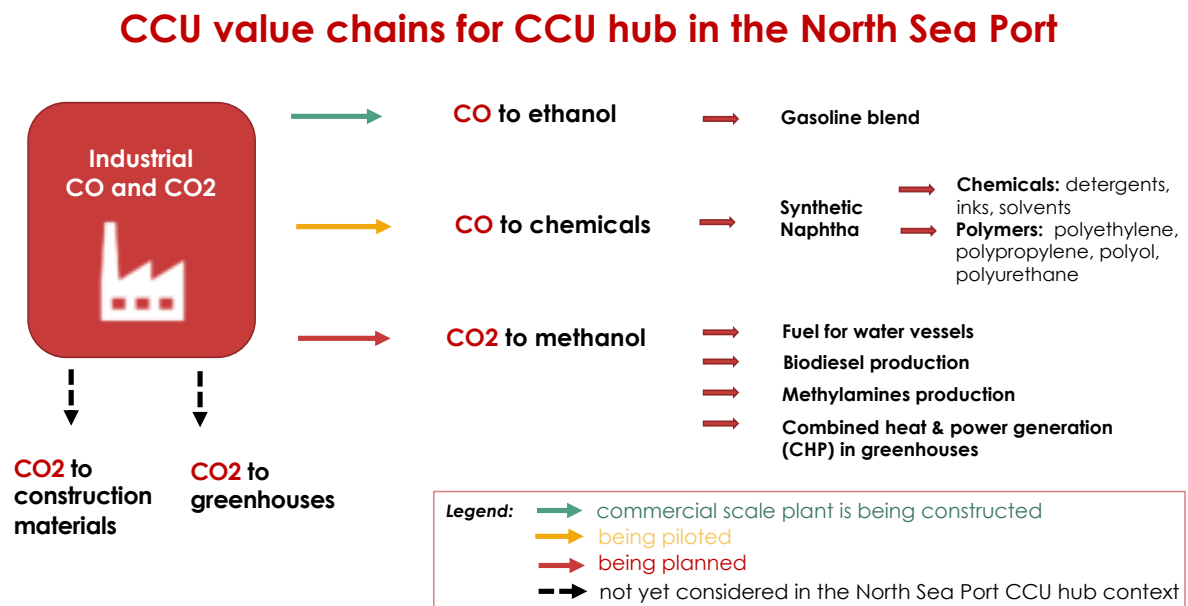 CCU value chains for CCU hub in the North Sea Port
Industrial
CO and CO2
CO to ethanol
Gasoline blend
CO to chemicals
Synthetic
Naphtha
Chemicals: detergents,
inks, solvents
Polymers: polyethylene,
polypropylene, polyol,
polyurethane
CO2 to methanol
Fuel for water vessels
Biodiesel production
Methylamines production
Combined heat & power generation
(CHP) in greenhouses
CO2 to
construction
materials
CO2 to
greenhouses
Legend:
commercial scale plant is being constructed
being piloted
being planned
not yet considered in the North Sea Port CCU hub context